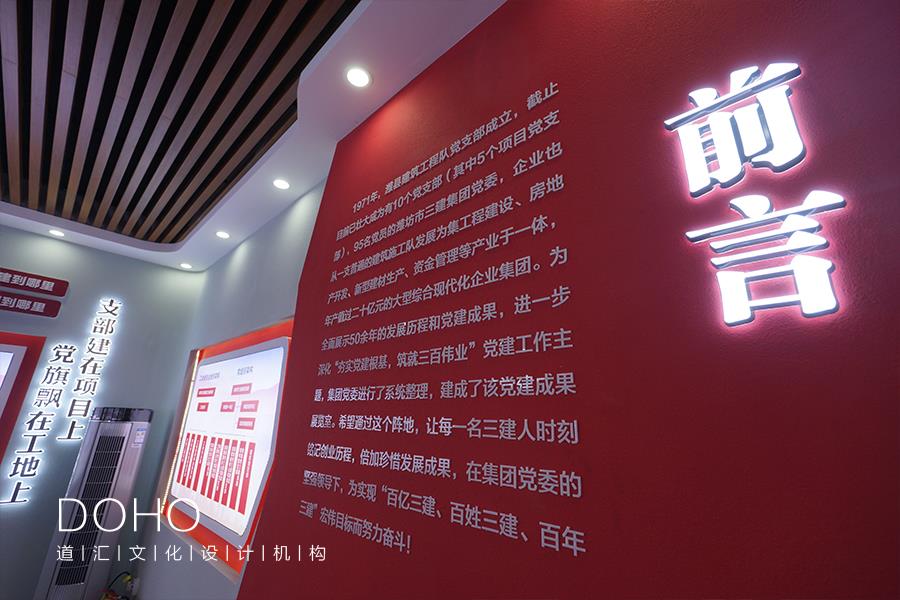 前言
1971年，潍县建筑工程队党支部成立，截止
目前已壮大成为有10个党支部（其中5个项目党支
部）、95名党员的潍坊市三建集团党委，企业也
从一支普通的建筑施工队发展为集工程建设、房地
产开发、新型建材生产、资金管理等产业于一体，
年产值过二十亿元的大型综合现代化企业集团。为
全面展示50余年的发展历程和党建成果，进一步
深化“夯实党建根基，筑就三百伟业”党建工作主
题，集团党委进行了系统整理，建成了该党建成果
展览室。希望通过这个阵地，让每一名三建人时刻
铭记创业历程，倍加珍惜发展成果，在集团党委的
坚强领导下，为实现“百亿三建、百姓三建、百年
三建”宏伟目标而努力奋斗！
建到哪里
到哪里
支部建在项目上
党旗飘在工地上
DOHO
道|汇|文|化|设|计|机|构